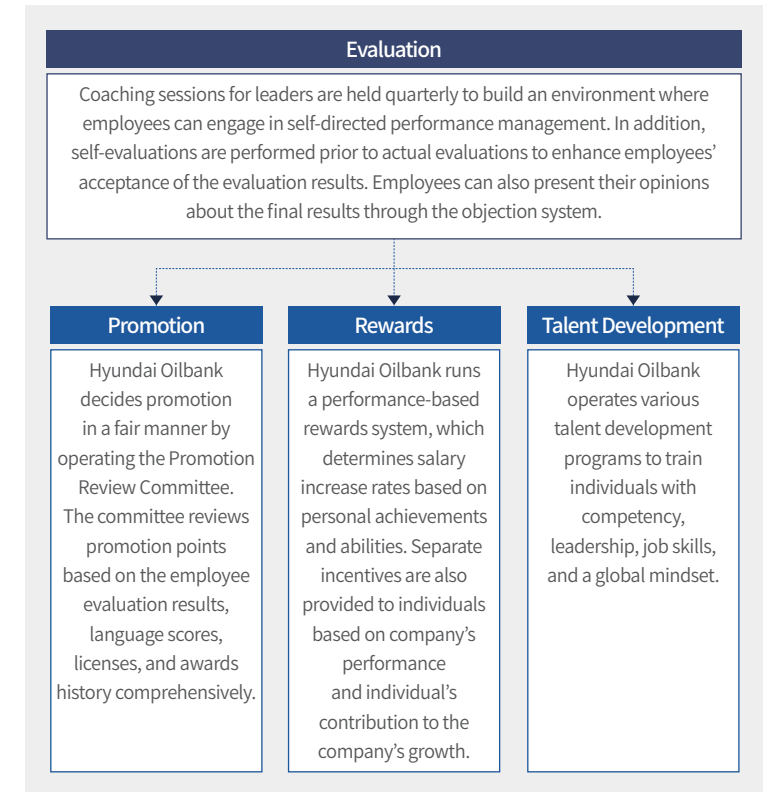 Evaluation
Coaching sessions for leaders are held quarterly to build an environment where
employees can engage in self-directed performance management. In addition,
self-evaluations are performed prior to actual evaluations to enhance employees’
acceptance of the evaluation results. Employees can also present their opinions
about the final results through the objection system.
Promotion
Hyundai Oilbank
decides promotion
in a fair manner by
operating the Promotion
Review Committee.
The committee reviews
promotion points
based on the employee
evaluation results,
language scores,
licenses, and awards
history comprehensively.
Rewards
Hyundai Oilbank runs
a performance-based
rewards system, which
determines salary
increase rates based on
personal achievements
and abilities. Separate
incentives are also
provided to individuals
based on company’s
performance
and individual’s
contribution to the
company’s growth.
Talent Development
Hyundai Oilbank
operates various
talent development
programs to train
individuals with
competency,
leadership, job skills,
and a global mindset.